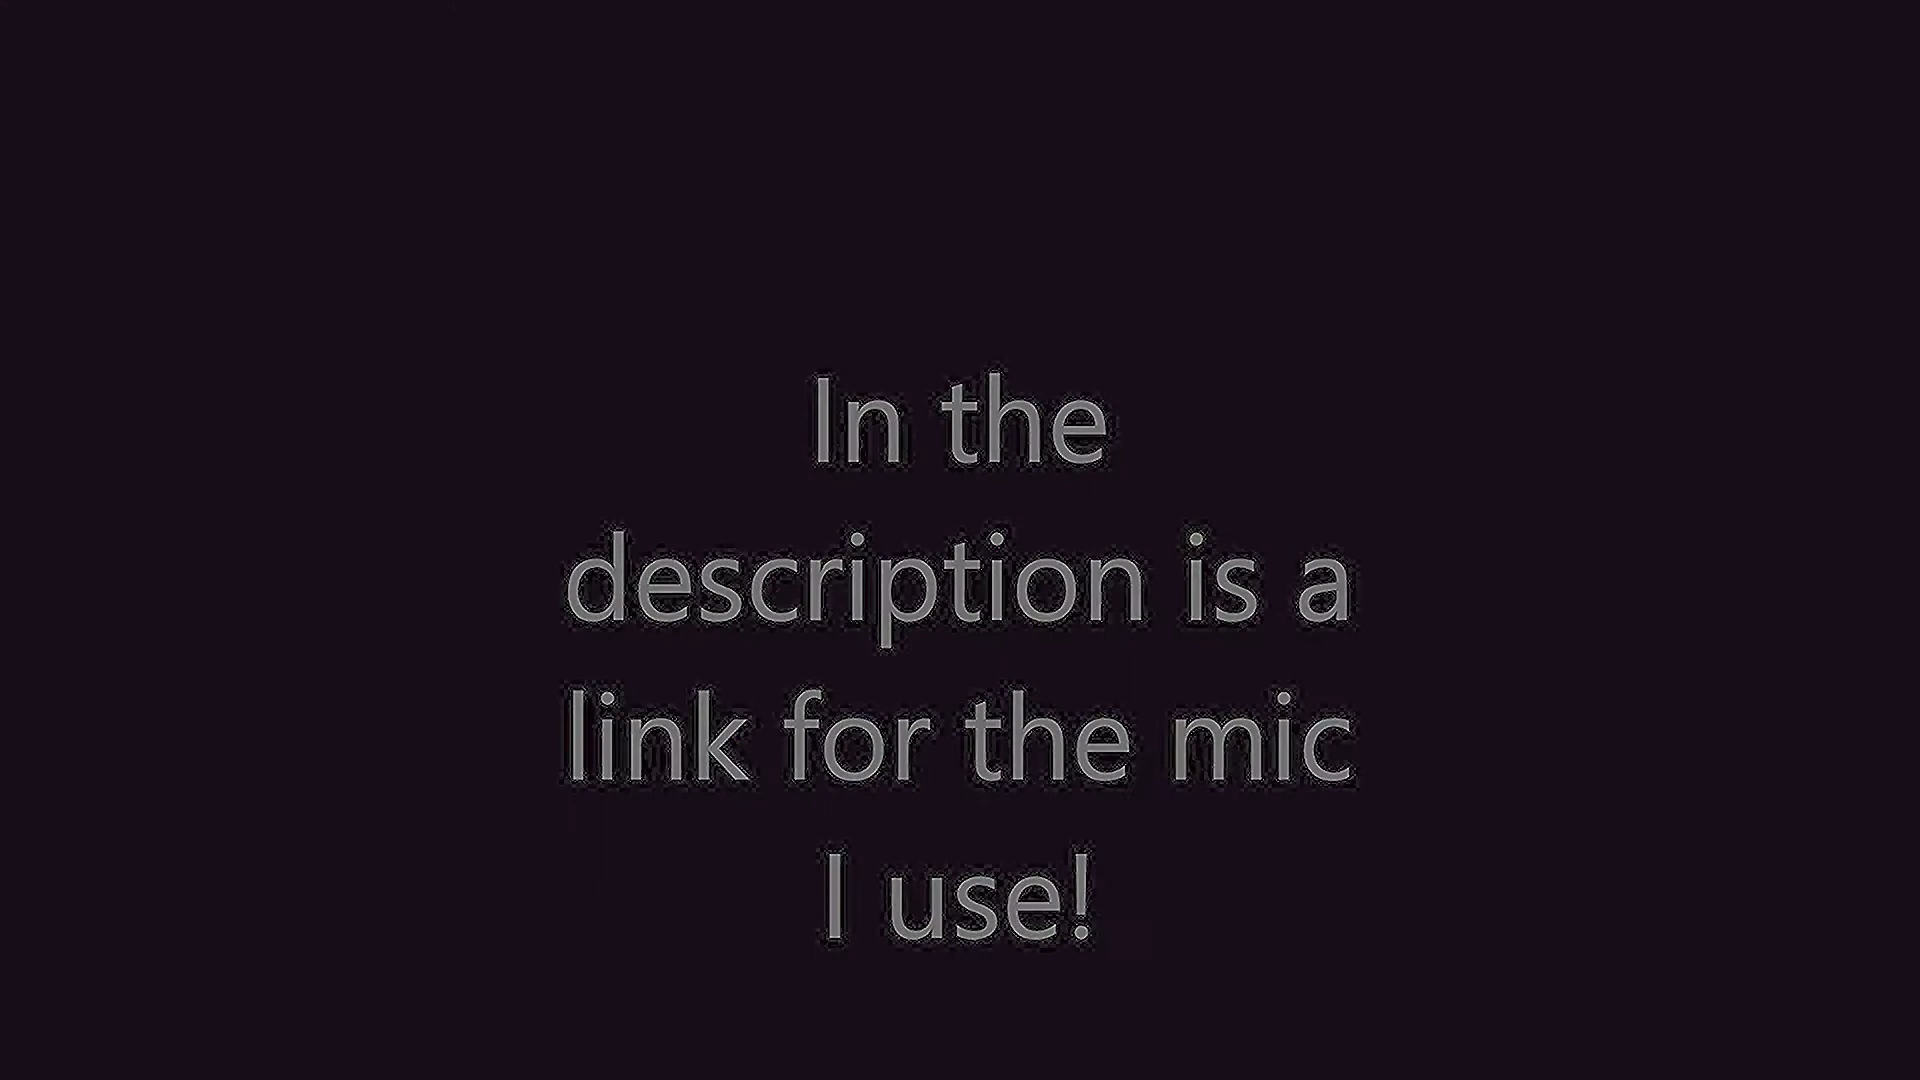 In the
description is a
link for the mic
I use!